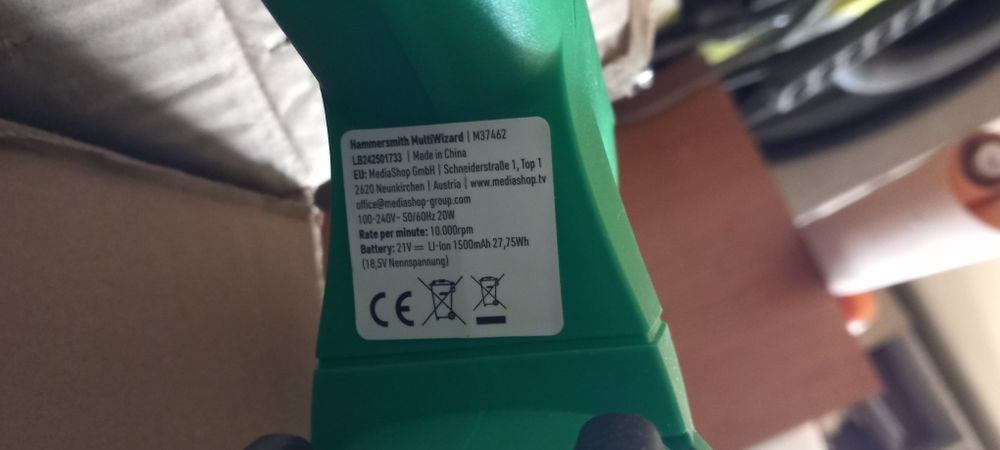 Hammersmith MultiWizard | M37462
LB242501733 | Made in China
EU: MediaShop GmbH | Schneiderstraße 1, Top 1
2620 Neunkirchen | Austria | www.mediashop.tv
office@mediashop-group.com
100-240V~ 50/60Hz 20W
Rate per minute: 10.000rpm
Battery: 21V ⎓ LI-Ion 1500mAh 27,75Wh
(18,5V Nennspannung)
CE